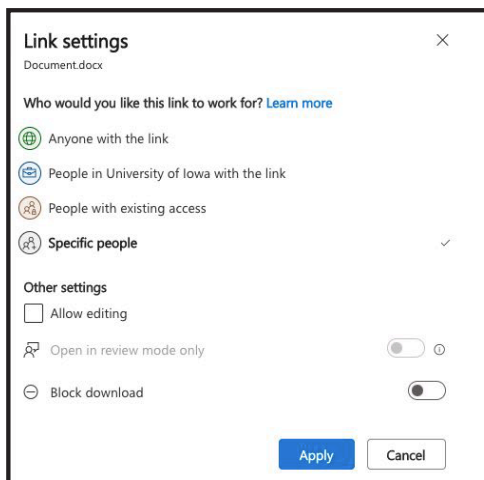 Link settings
Document.docx
Who would you like this link to work for? Learn more
Anyone with the link
People in University of Iowa with the link
People with existing access
Specific people
Other settings
Allow editing
Open in review mode only
Block download
Apply Cancel